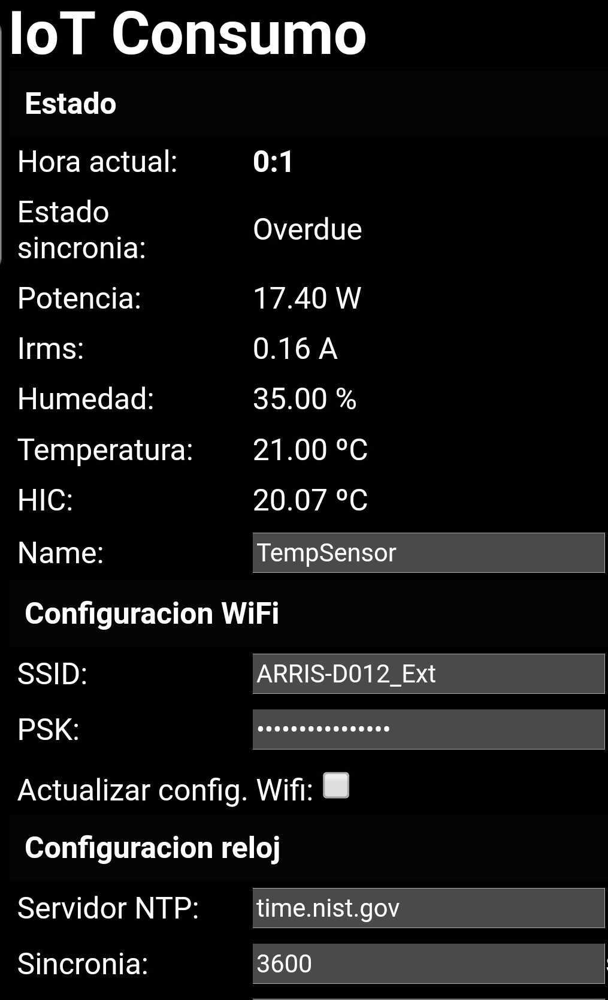 IoT Consumo
Estado
Hora actual: 0:1
Estado
sincronia: Overdue
Potencia: 17.40 W
Irms: 0.16 A
Humedad: 35.00 %
Temperatura: 21.00 ºC
HIC: 20.07 ºC
Name: TempSensor
Configuracion WiFi
SSID: ARRIS-D012_Ext
PSK: ••••••••••••••••
Actualizar config. Wifi:
Configuracion reloj
Servidor NTP: time.nist.gov
Sincronia: 3600